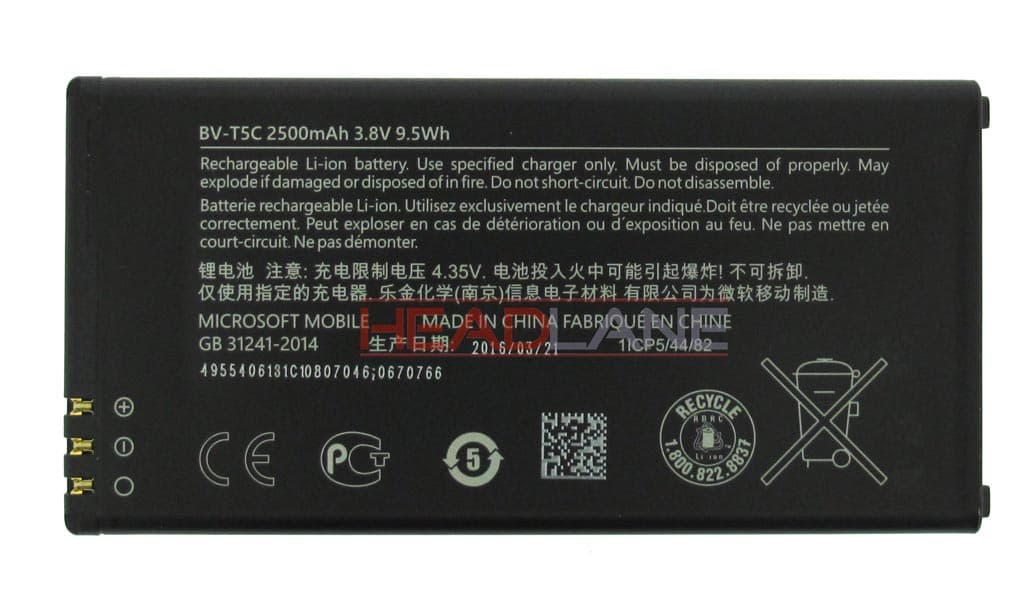 BV-T5C 2500mAh 3.8V 9.5Wh
Rechargeable Li-ion battery. Use specified charger only. Must be disposed of properly. May
explode if damaged or disposed of in fire. Do not short-circuit. Do not disassemble.
Batterie rechargeable Li-ion. Utilisez exclusivement le chargeur indiqué.Doit être recyclée ou jetée
correctement. Peut exploser en cas de détérioration ou d´exposition au feu. Ne pas mettre en
court-circuit. Ne pas démonter.
锂电池 注意: 充电限制电压 4.35V. 电池投入火中可能引起爆炸! 不可拆卸.
仅使用指定的充电器. 乐金化学(南京)信息电子材料 有限公司为微软移动制造.
MICROSOFT MOBILE MADE IN CHINA FABRIQUÉ EN CHINE
HEADLANE
GB 31241-2014 生产日期: 2016/03/21 1ICP5/44/82
4955406131C10807046;0670766
CE PCT 5 RECYCLE RBRC Li-ion 1.800.822.8837